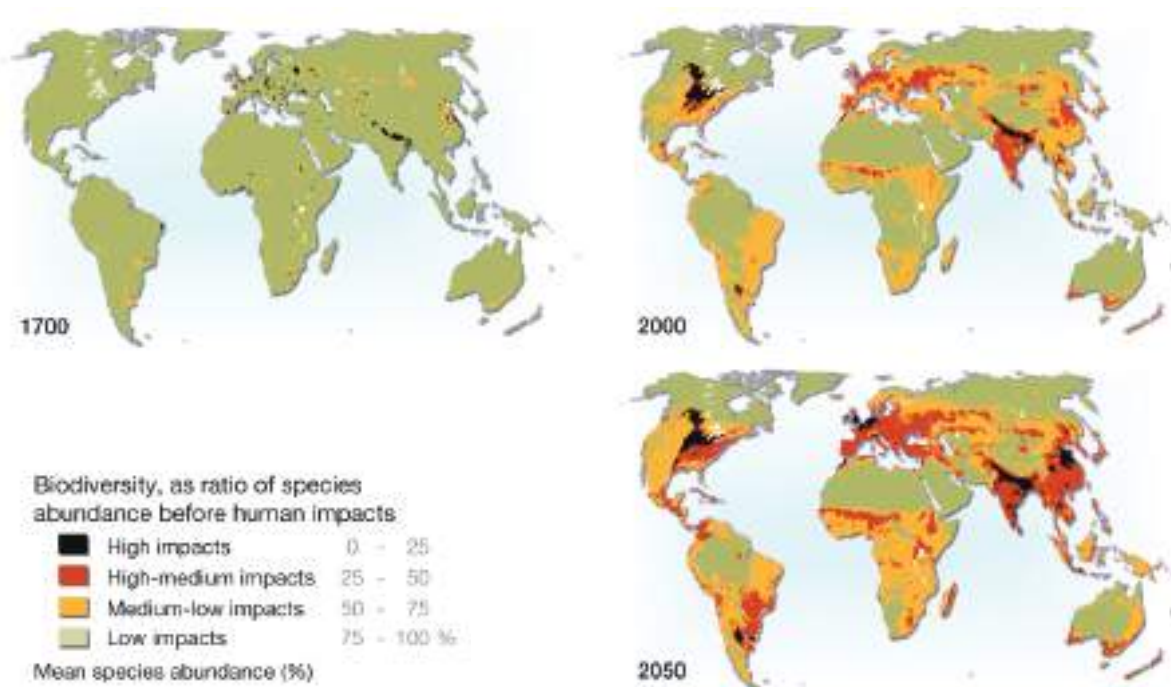 1700
2000
2050
Biodiversity, as ratio of species
abundance before human impacts
High impacts 0 - 25
High-medium impacts 25 - 50
Medium-low impacts 50 - 75
Low impacts 75 - 100 %
Mean species abundance (%)